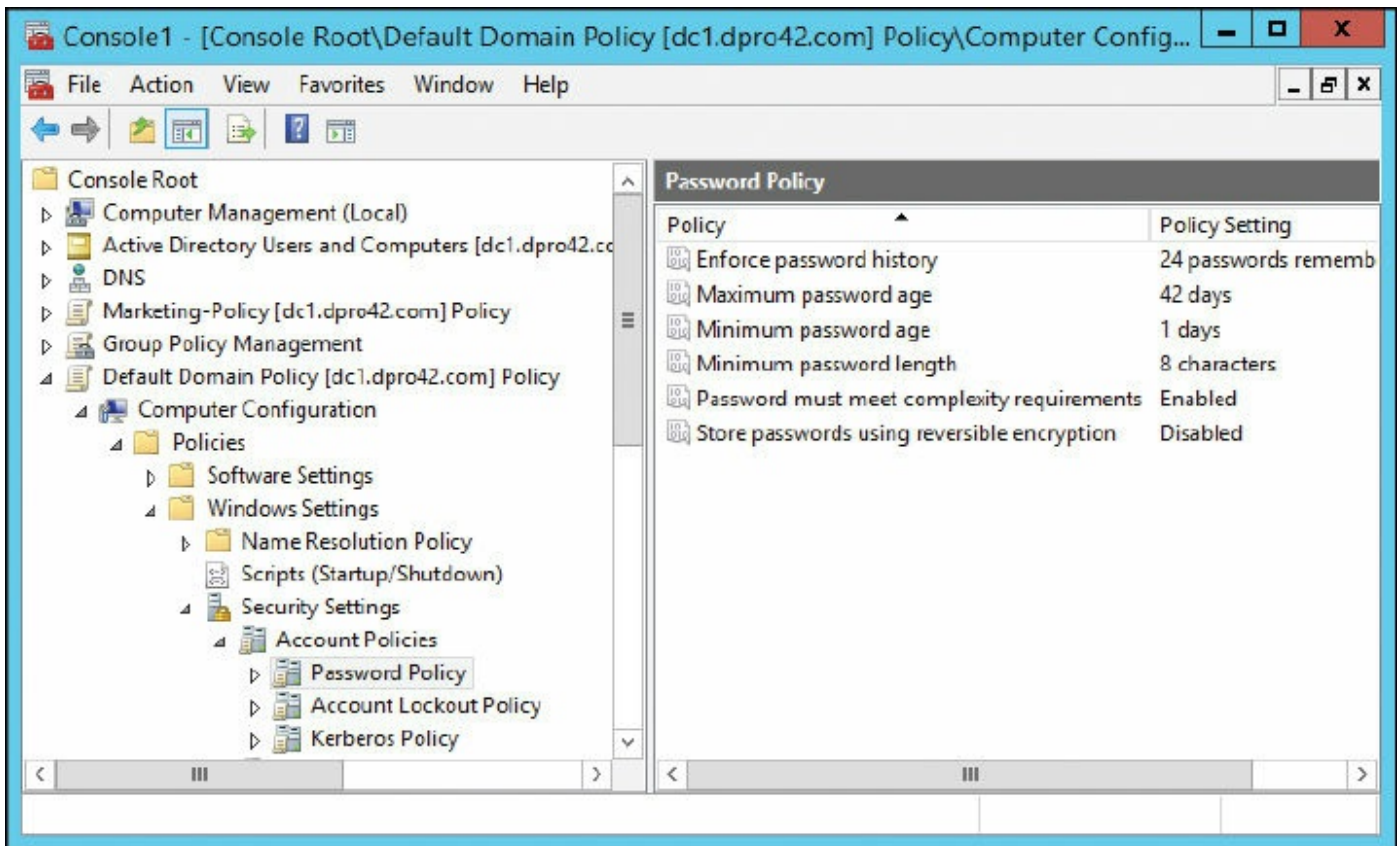 Console1 - [Console Root\Default Domain Policy [dc1.dpro42.com] Policy\Computer Config...
File Action View Favorites Window Help
Console Root
Computer Management (Local)
Active Directory Users and Computers [dc1.dpro42.co
DNS
Marketing-Policy [dc1.dpro42.com] Policy
Group Policy Management
Default Domain Policy [dc1.dpro42.com] Policy
Computer Configuration
Policies
Software Settings
Windows Settings
Name Resolution Policy
Scripts (Startup/Shutdown)
Security Settings
Account Policies
Password Policy
Account Lockout Policy
Kerberos Policy
Password Policy
Policy Policy Setting
Enforce password history 24 passwords rememb
Maximum password age 42 days
Minimum password age 1 days
Minimum password length 8 characters
Password must meet complexity requirements Enabled
Store passwords using reversible encryption Disabled